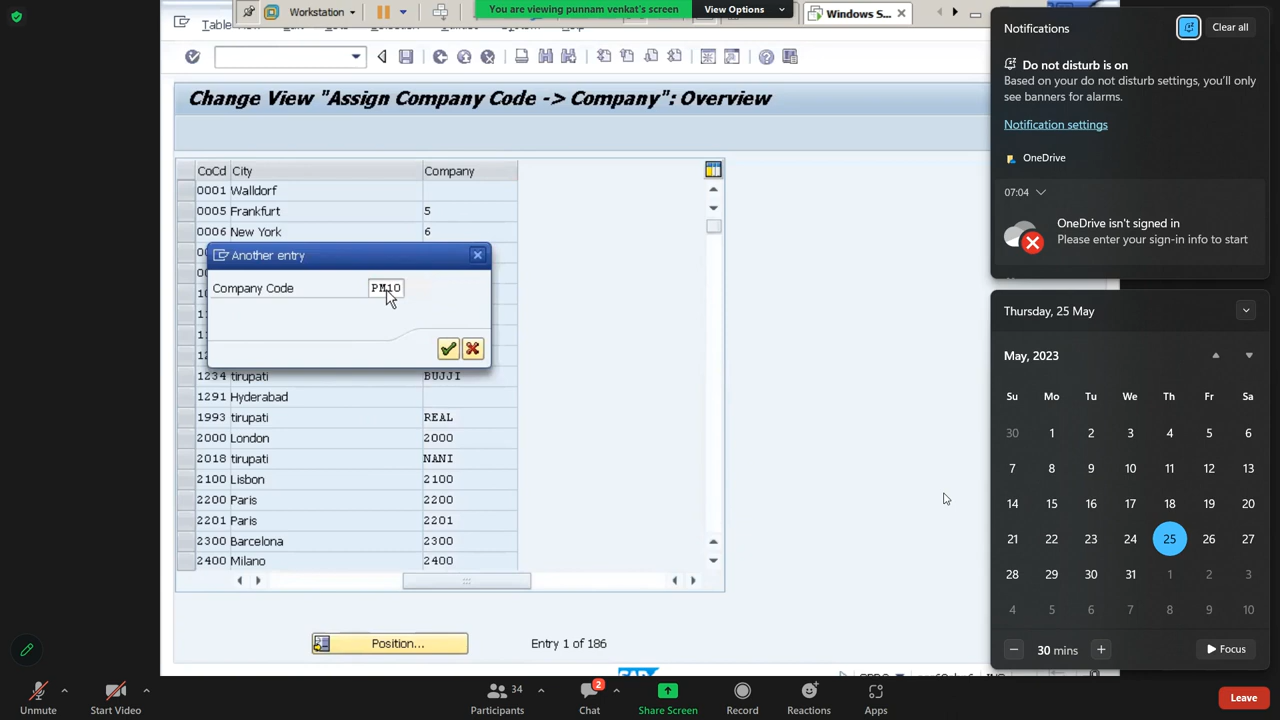 Workstation
You are viewing punnam venkat's screen
View Options
Windows S...
Table
Change View "Assign Company Code -> Company": Overview
CoCd City Company
0001 Walldorf
0005 Frankfurt 5
0006 New York 6
Another entry
Company Code PM10
1234 tirupati BUJJI
1291 Hyderabad
1993 tirupati REAL
2000 London 2000
2018 tirupati NANI
2100 Lisbon 2100
2200 Paris 2200
2201 Paris 2201
2300 Barcelona 2300
2400 Milano 2400
Position...
Entry 1 of 186
Notifications
Clear all
Do not disturb is on
Based on your do not disturb settings, you'll only
see banners for alarms.
Notification settings
OneDrive
07:04
OneDrive isn't signed in
Please enter your sign-in info to start
Thursday, 25 May
May, 2023
Su Mo Tu We Th Fr Sa
30 1 2 3 4 5 6
7 8 9 10 11 12 13
14 15 16 17 18 19 20
21 22 23 24 25 26 27
28 29 30 31 1 2 3
4 5 6 7 8 9 10
30 mins
Focus
Unmute
Start Video
34
Participants
2
Chat
Share Screen
Record
Reactions
Apps
Leave